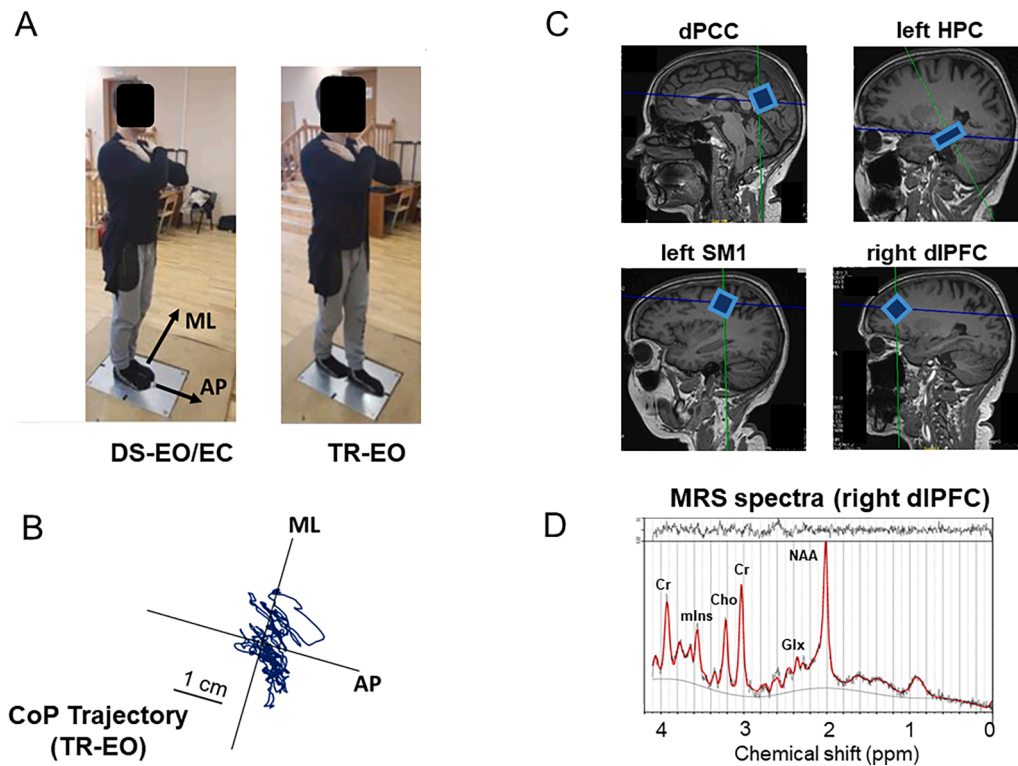 A
ML
AP
DS-EO/EC
TR-EO
B
ML
AP
1 cm
CoP Trajectory
(TR-EO)
C
dPCC
left HPC
left SM1
right dlPFC
D
MRS spectra (right dlPFC)
Cr
mIns
Cho
Cr
Glx
NAA
4 3 2 1 0
Chemical shift (ppm)